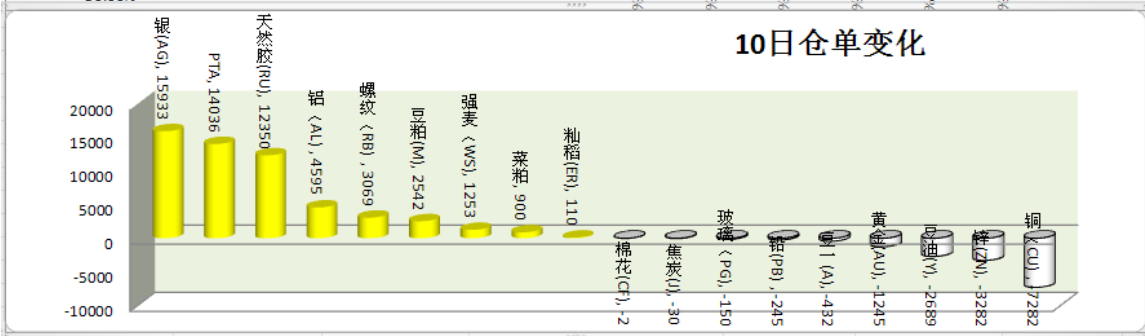 10日仓单变化
20000
15000
10000
5000
0
-5000
-10000
银(AG), 15933
PTA, 14036
天然胶(RU), 12350
铝（AL）, 4595
螺纹（RB）, 3069
豆粕(M), 2542
强麦（WS), 1253
菜粕, 900
籼稻(ER), 110
棉花(CF), -2
焦炭(J), -30
玻璃（PG), -150
铅(PB) , -245
豆一(A), -432
黄金(AU), -1245
豆油(Y), -2689
锌(ZN), -3282
铜（CU）, -7282